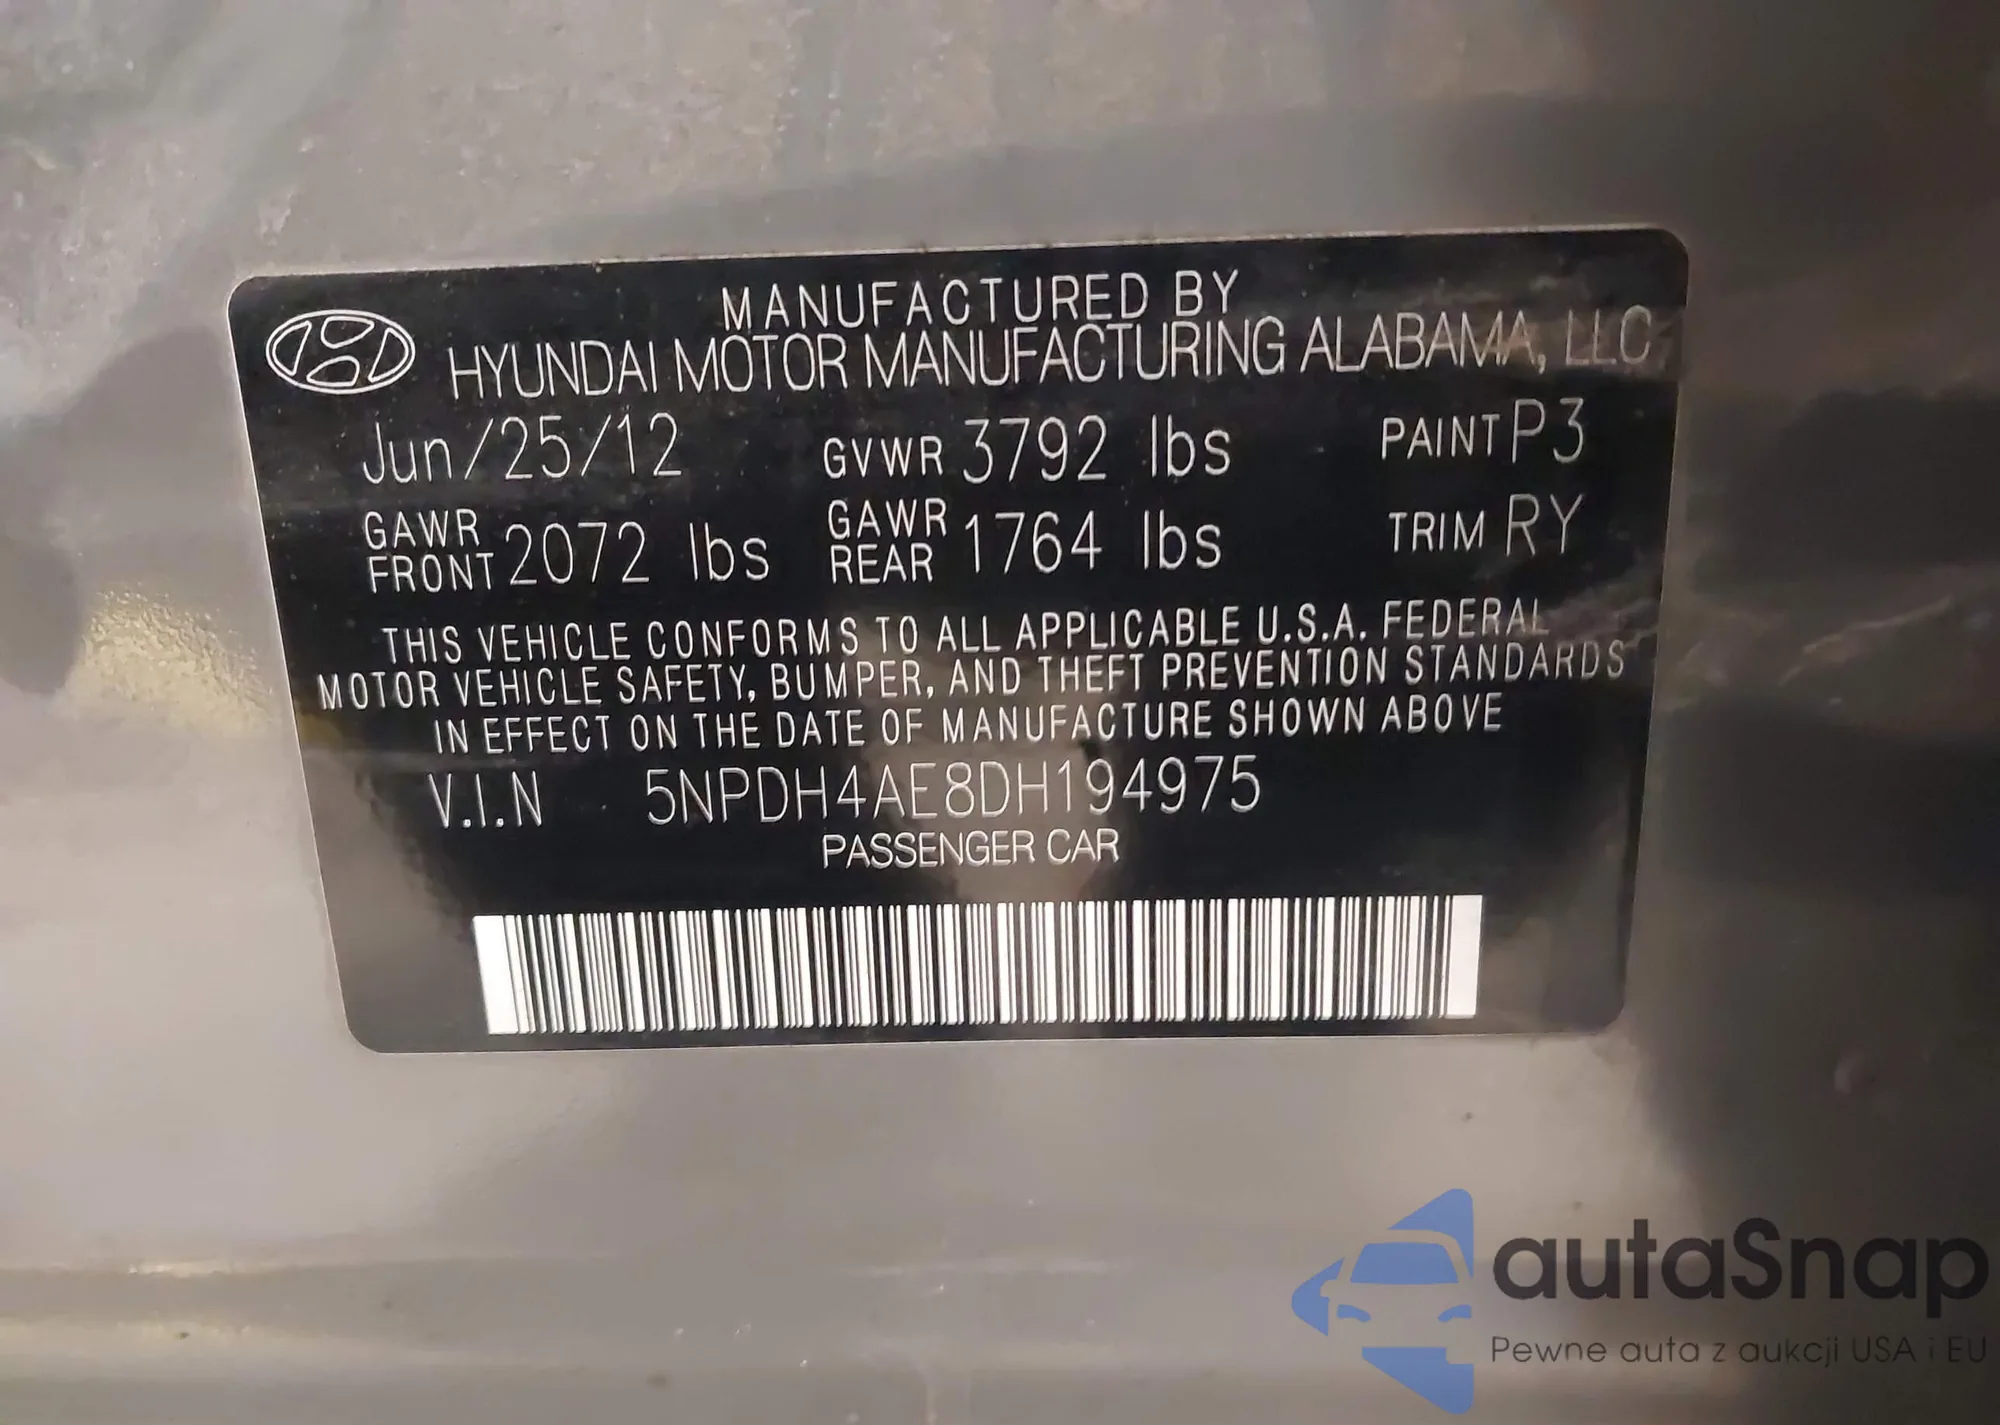 MANUFACTURED BY
HYUNDAI MOTOR MANUFACTURING ALABAMA, LLC
Jun/25/12 GVWR 3792 lbs PAINT P3
GAWR FRONT 2072 lbs GAWR REAR 1764 lbs TRIM RY
THIS VEHICLE CONFORMS TO ALL APPLICABLE U.S.A. FEDERAL
MOTOR VEHICLE SAFETY, BUMPER, AND THEFT PREVENTION STANDARDS
IN EFFECT ON THE DATE OF MANUFACTURE SHOWN ABOVE
V.I.N 5NPDH4AE8DH194975
PASSENGER CAR
autaSnap
Pewne auta z aukcji USA i EU